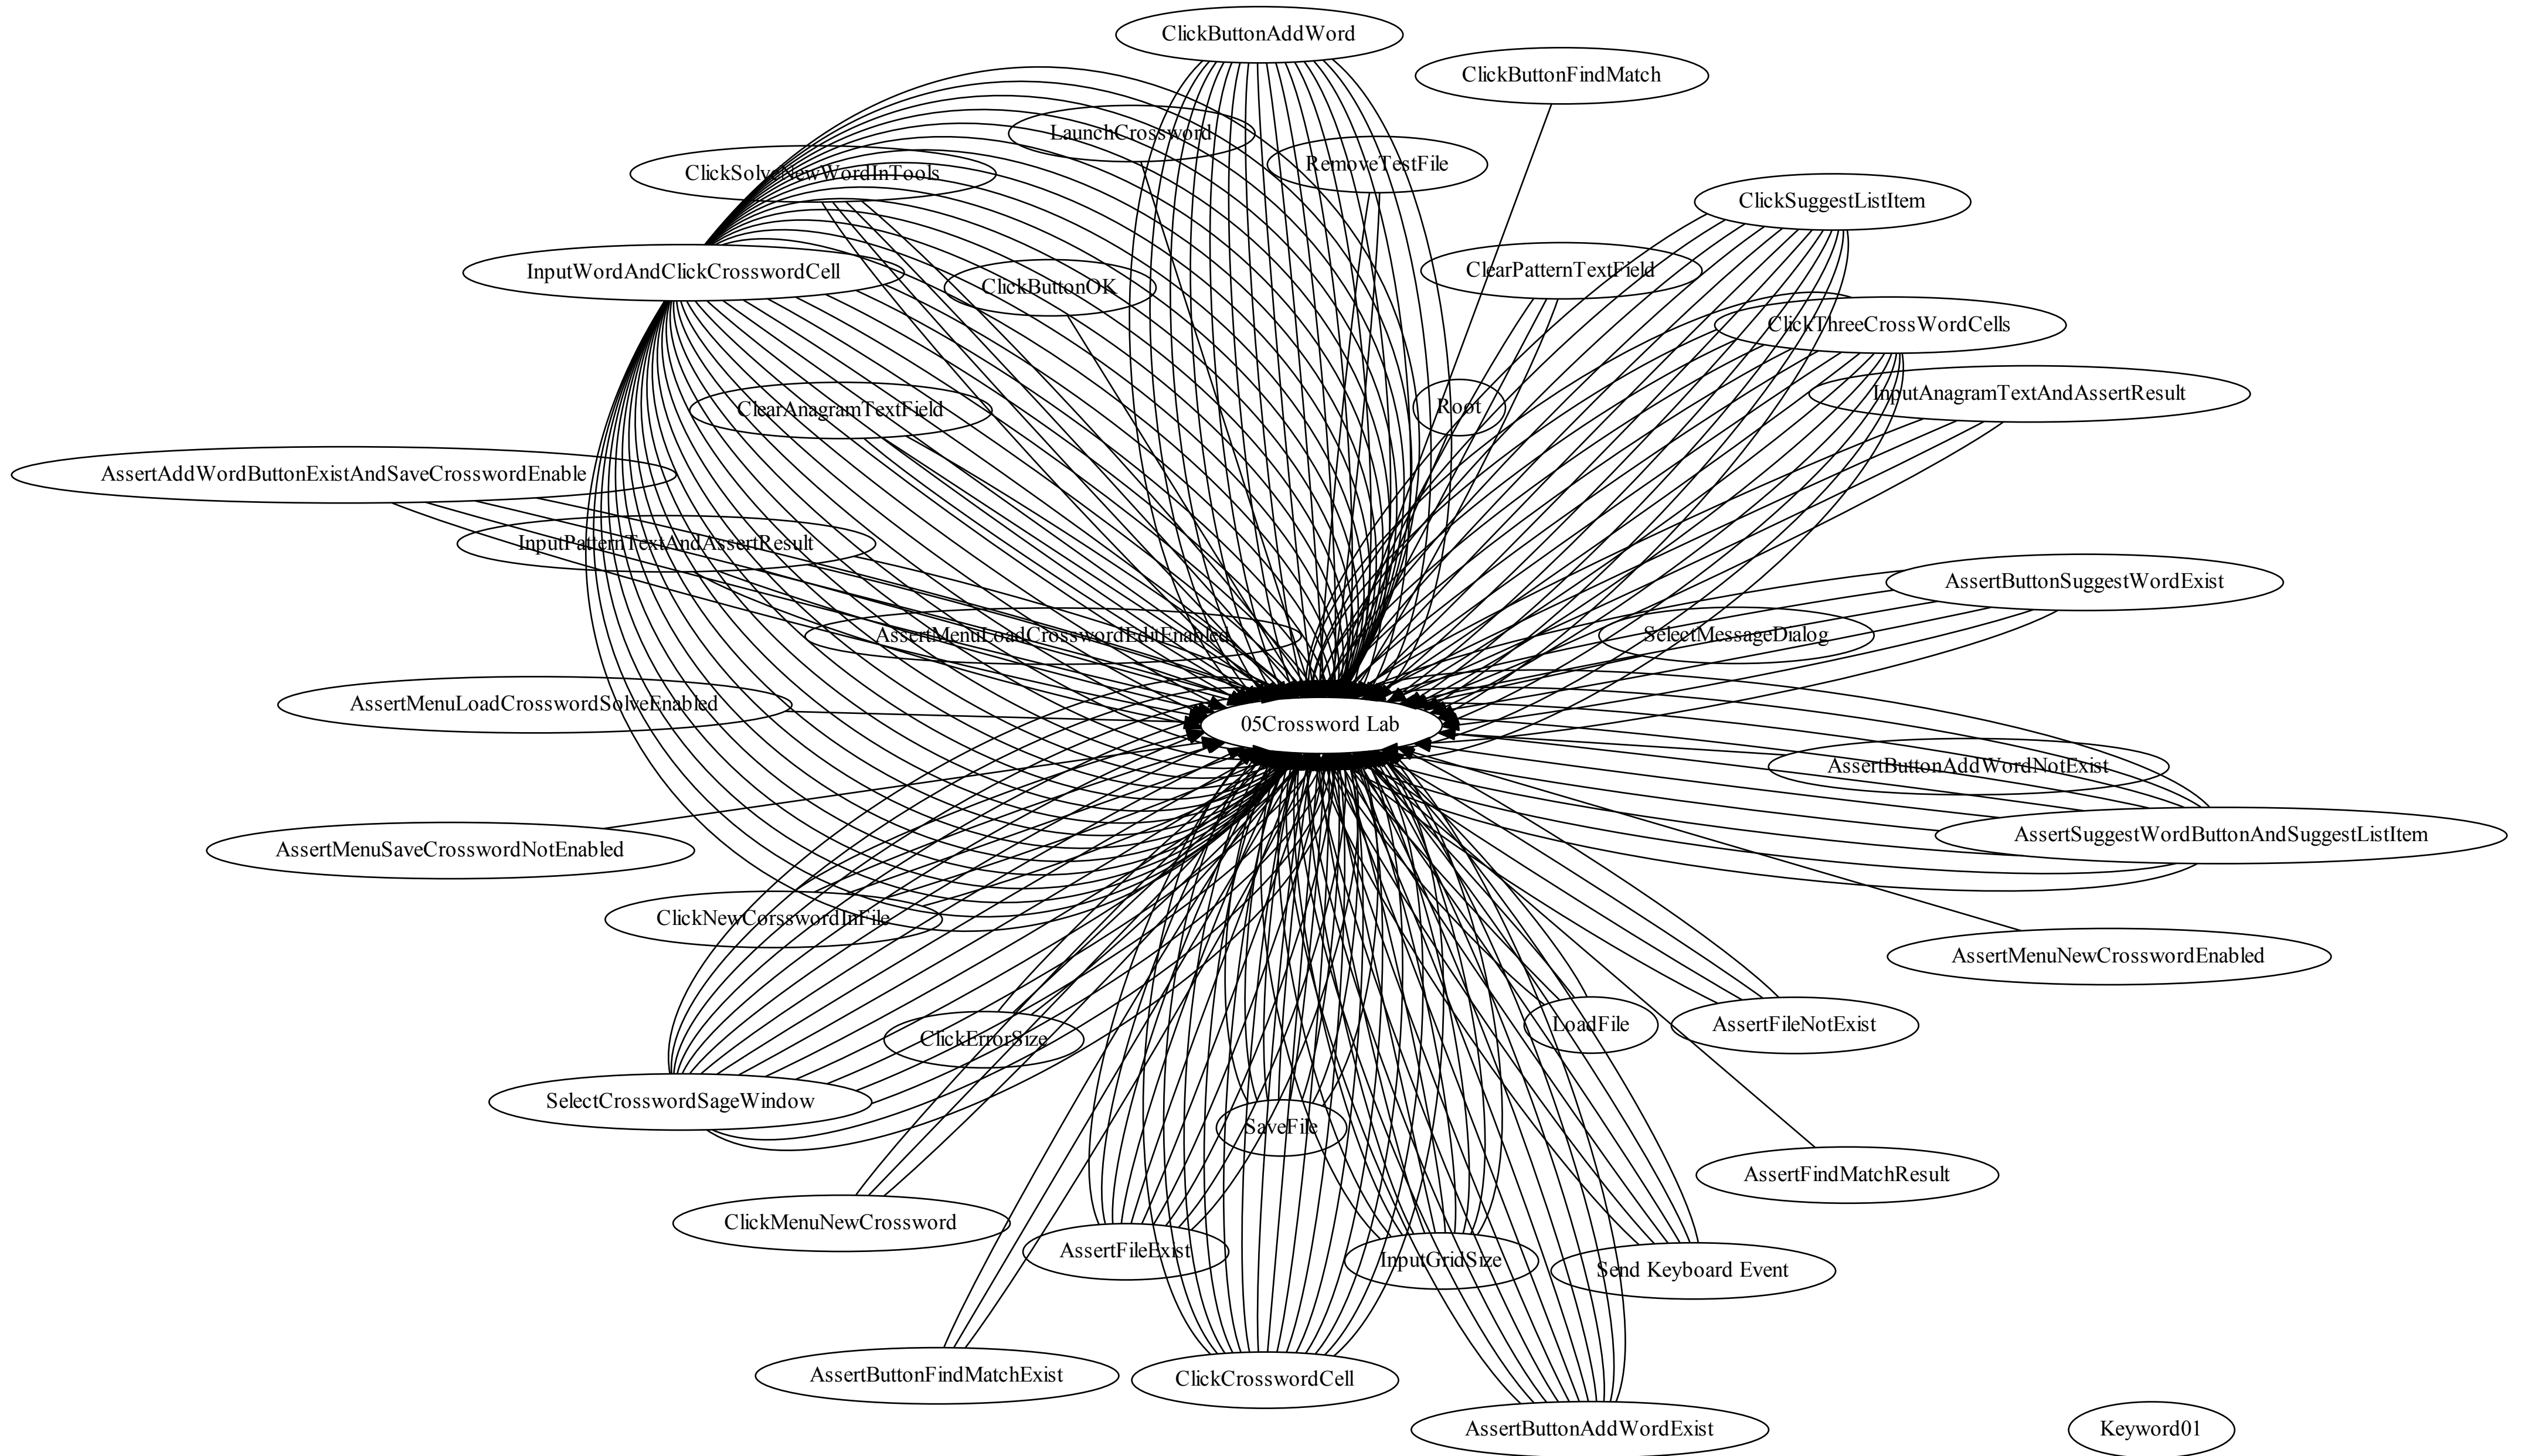 ClickButtonAddWord
ClickButtonFindMatch
LaunchCrossword
RemoveTestFile
ClickSolveNewWordInTools
ClickSuggestListItem
InputWordAndClickCrosswordCell
ClearPatternTextField
ClickButtonOK
ClickThreeCrossWordCells
InputAnagramTextAndAssertResult
Root
ClearAnagramTextField
AssertAddWordButtonExistAndSaveCrosswordEnable
InputPatternTextAndAssertResult
AssertButtonSuggestWordExist
AssertMenuLoadCrosswordEditEnabled
SelectMessageDialog
AssertMenuLoadCrosswordSolveEnabled
05Crossword Lab
AssertButtonAddWordNotExist
AssertSuggestWordButtonAndSuggestListItem
AssertMenuSaveCrosswordNotEnabled
ClickNewCorsswordInFile
AssertMenuNewCrosswordEnabled
LoadFile
AssertFileNotExist
ClickErrorSize
SelectCrosswordSageWindow
SaveFile
AssertFindMatchResult
ClickMenuNewCrossword
AssertFileExist
InputGridSize
Send Keyboard Event
AssertButtonFindMatchExist
ClickCrosswordCell
AssertButtonAddWordExist
Keyword01